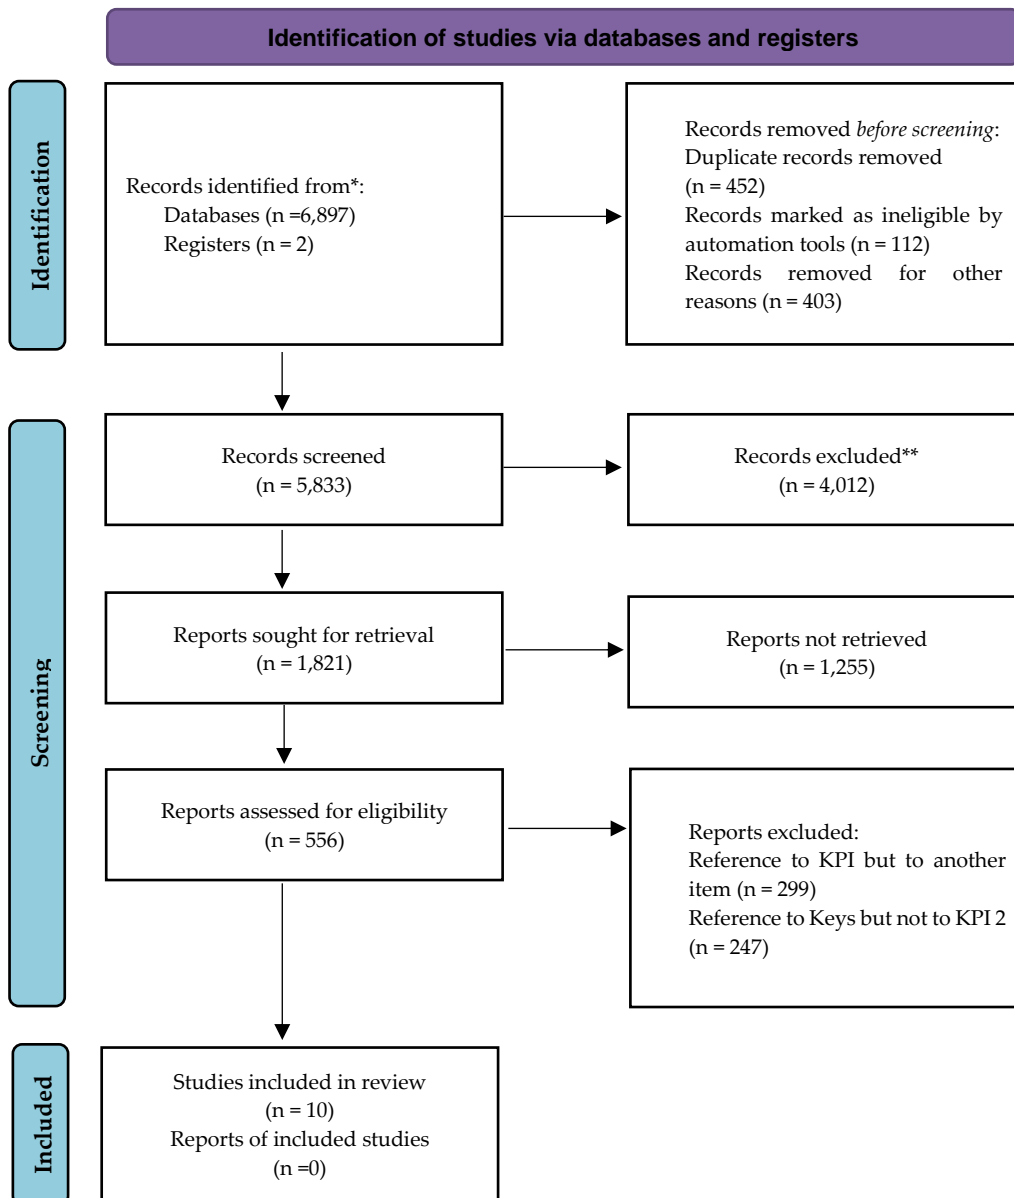 Identification of studies via databases and registers
Identification
Records identified from*:
Databases (n =6,897)
Registers (n = 2)
Records removed before screening:
Duplicate records removed
(n = 452)
Records marked as ineligible by
automation tools (n = 112)
Records removed for other
reasons (n = 403)
Screening
Records screened
(n = 5,833)
Records excluded**
(n = 4,012)
Reports sought for retrieval
(n = 1,821)
Reports not retrieved
(n = 1,255)
Reports assessed for eligibility
(n = 556)
Reports excluded:
Reference to KPI but to another
item (n = 299)
Reference to Keys but not to KPI 2
(n = 247)
Included
Studies included in review
(n = 10)
Reports of included studies
(n =0)